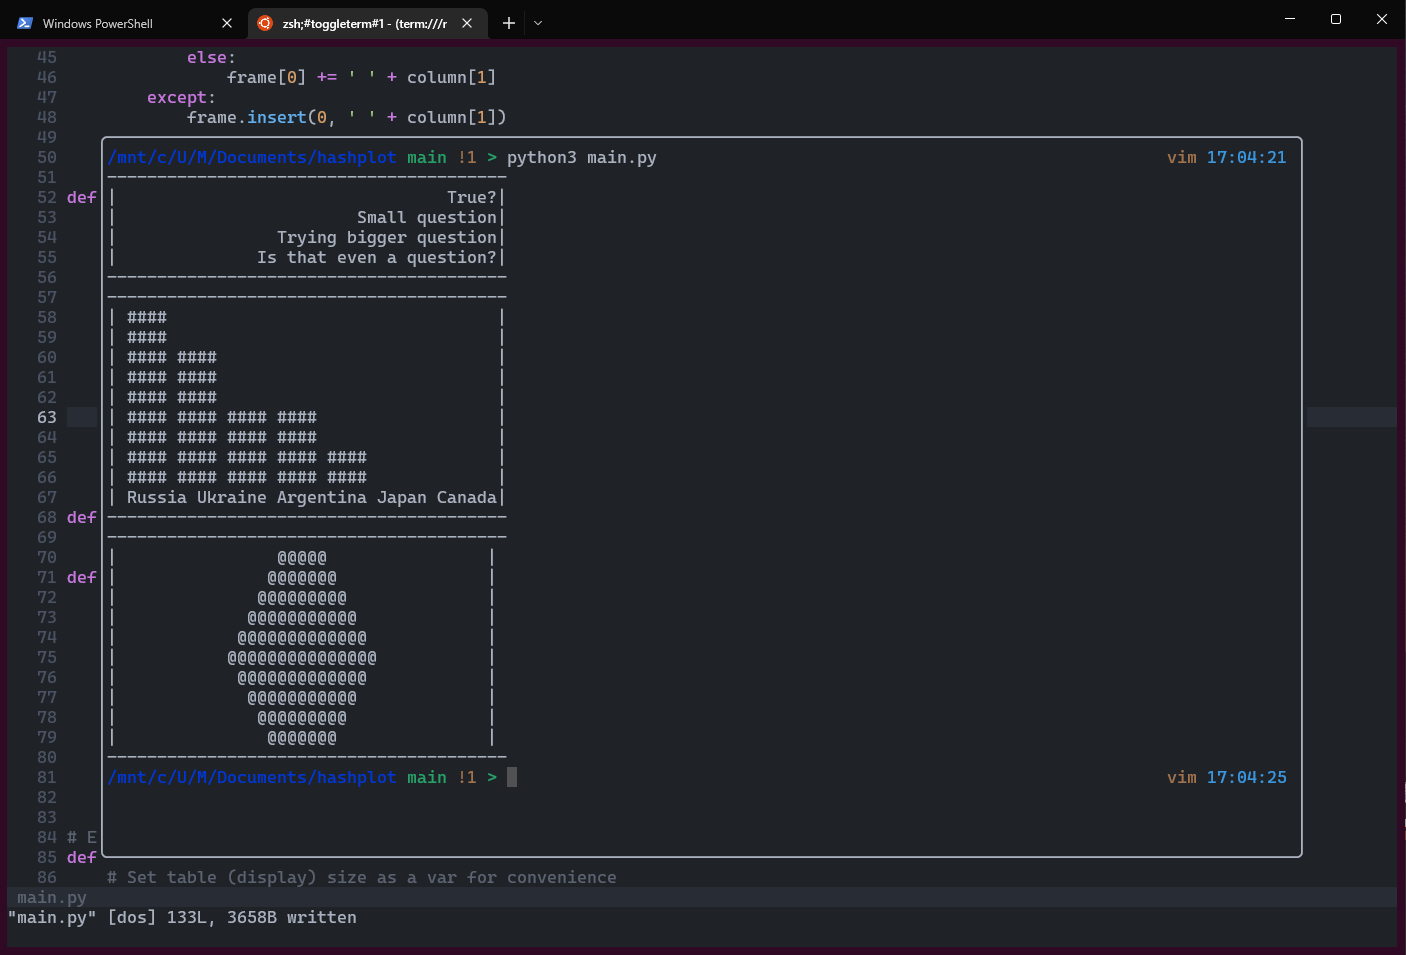 Windows PowerShell
zsh;#toggleterm#1 - (term:///r
45             else:
46                 frame[0] += ' ' + column[1]
47         except:
48             frame.insert(0, ' ' + column[1])
49
50     /mnt/c/U/M/Documents/hashplot main !1 > python3 main.py    vim 17:04:21
51     ----------------------------------------
52 def |                                 True?|
53     |                        Small question|
54     |                Trying bigger question|
55     |              Is that even a question?|
56     ----------------------------------------
57     ----------------------------------------
58     | ####                                 |
59     | ####                                 |
60     | #### ####                            |
61     | #### ####                            |
62     | #### ####                            |
63     | #### #### #### ####                  |
64     | #### #### #### ####                  |
65     | #### #### #### #### ####             |
66     | #### #### #### #### ####             |
67     | Russia Ukraine Argentina Japan Canada|
68 def ----------------------------------------
69     ----------------------------------------
70     |                @@@@@                |
71 def |               @@@@@@@               |
72     |              @@@@@@@@@              |
73     |             @@@@@@@@@@@             |
74     |            @@@@@@@@@@@@@            |
75     |           @@@@@@@@@@@@@@@           |
76     |            @@@@@@@@@@@@@            |
77     |             @@@@@@@@@@@             |
78     |              @@@@@@@@@              |
79     |               @@@@@@@               |
80     ----------------------------------------
81     /mnt/c/U/M/Documents/hashplot main !1 >    vim 17:04:25
82
83
84 # E
85 def
86     # Set table (display) size as a var for convenience
main.py
"main.py" [dos] 133L, 3658B written